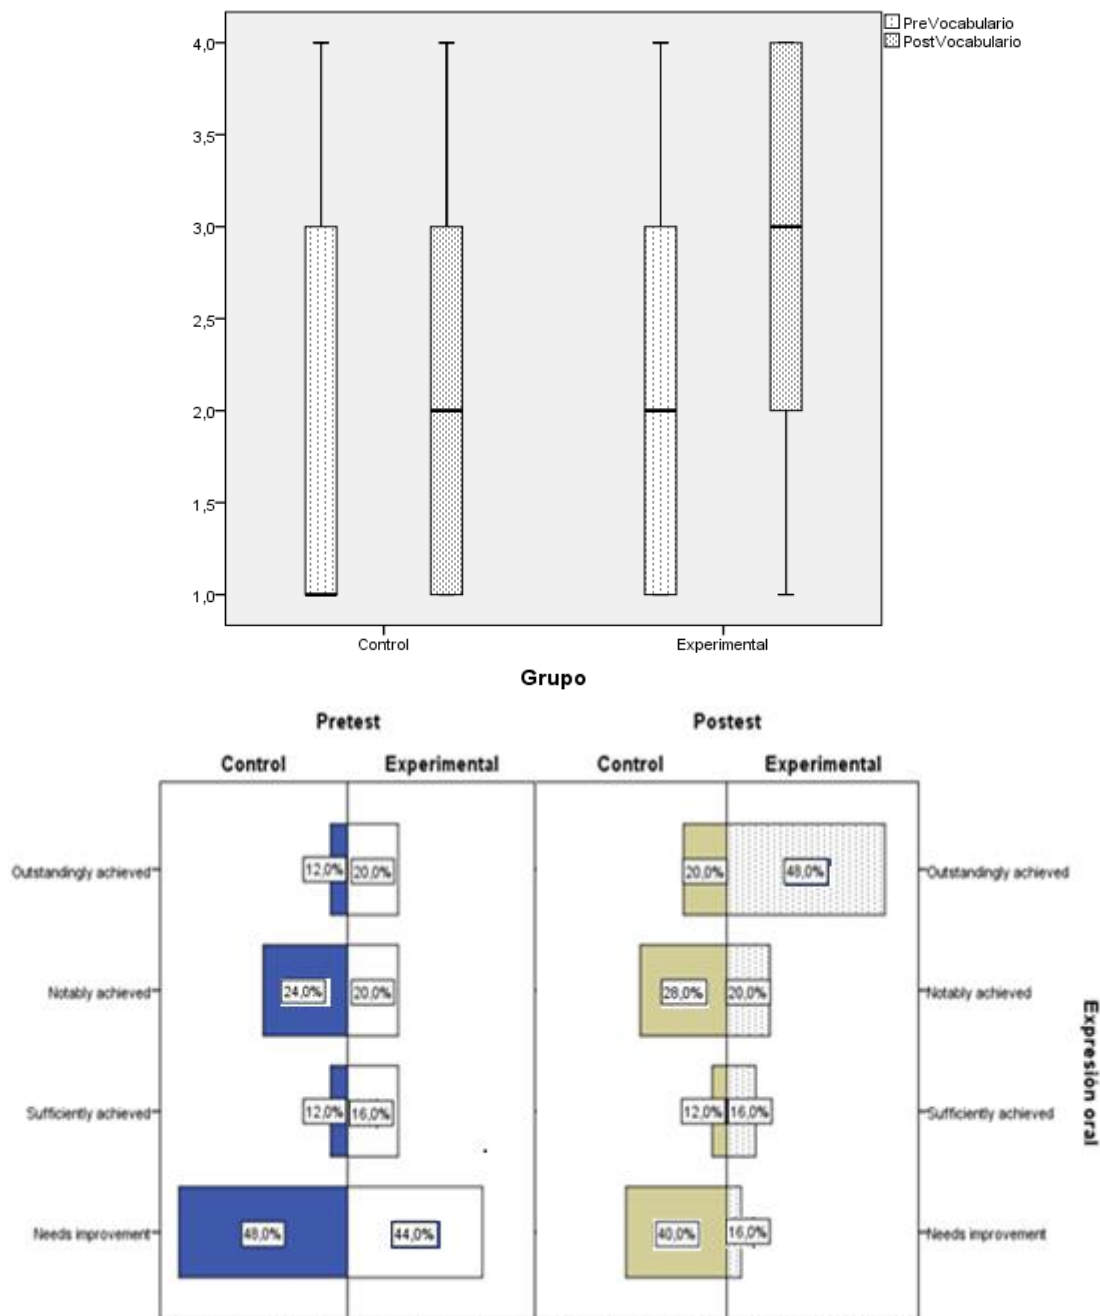 PreVocabulario
PostVocabulario
4,0
3,5
3,0
2,5
2,0
1,5
1,0
Control Experimental
Grupo
Pretest Postest
Control Experimental Control Experimental
Outstandingly achieved 12,0% 20,0% 20,0% 48,0% Outstandingly achieved
Notably achieved 24,0% 20,0% 28,0% 20,0% Notably achieved
Sufficiently achieved 12,0% 16,0% 12,0% 16,0% Sufficiently achieved
Needs improvement 48,0% 44,0% 40,0% 16,0% Needs improvement
Expresión oral